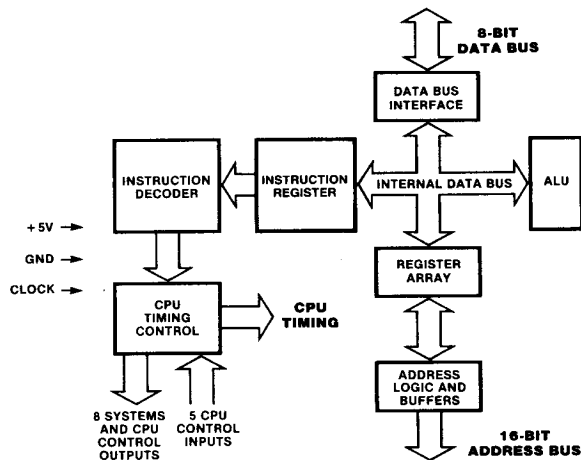 8-BIT
DATA BUS
DATA BUS
INTERFACE
INSTRUCTION
DECODER
INSTRUCTION
REGISTER
INTERNAL DATA BUS
ALU
+5V
GND
CLOCK
REGISTER
ARRAY
CPU
TIMING
CONTROL
CPU
TIMING
ADDRESS
LOGIC AND
BUFFERS
8 SYSTEMS
AND CPU
CONTROL
OUTPUTS
5 CPU
CONTROL
INPUTS
16-BIT
ADDRESS BUS